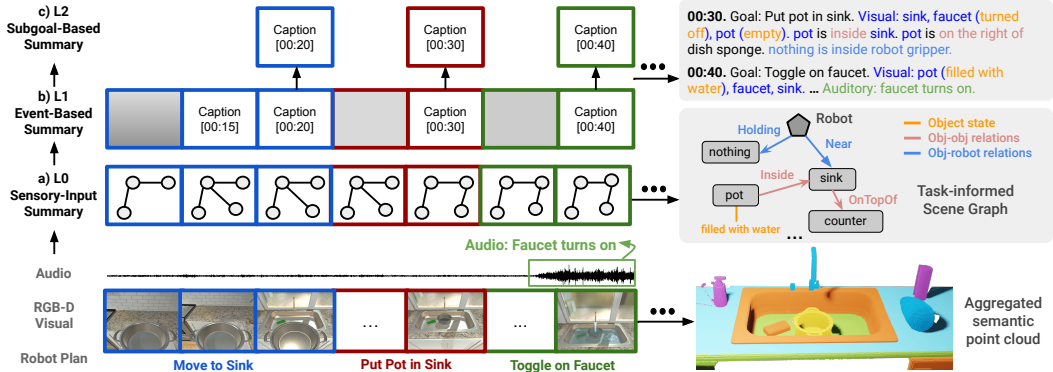 c) L2
Subgoal-Based
Summary
Caption
[00:20]
Caption
[00:30]
Caption
[00:40]
b) L1
Event-Based
Summary
Caption
[00:15]
Caption
[00:20]
Caption
[00:30]
Caption
[00:40]
a) L0
Sensory-Input
Summary
Audio
Audio: Faucet turns on
RGB-D
Visual
...
...
Robot Plan
Move to Sink
Put Pot in Sink
Toggle on Faucet
00:30. Goal: Put pot in sink. Visual: sink, faucet (turned
off), pot (empty). pot is inside sink. pot is on the right of
dish sponge. nothing is inside robot gripper.
00:40. Goal: Toggle on faucet. Visual: pot (filled with
water), faucet, sink. ... Auditory: faucet turns on.
Robot
Holding
Near
nothing
sink
Inside
pot
OnTopOf
counter
filled with water
...
Object state
Obj-obj relations
Obj-robot relations
Task-informed
Scene Graph
Aggregated
semantic
point cloud